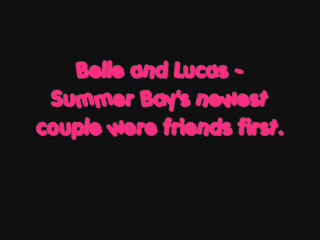 Belle and Lucas -
Summer Bay's newest
couple were friends first.